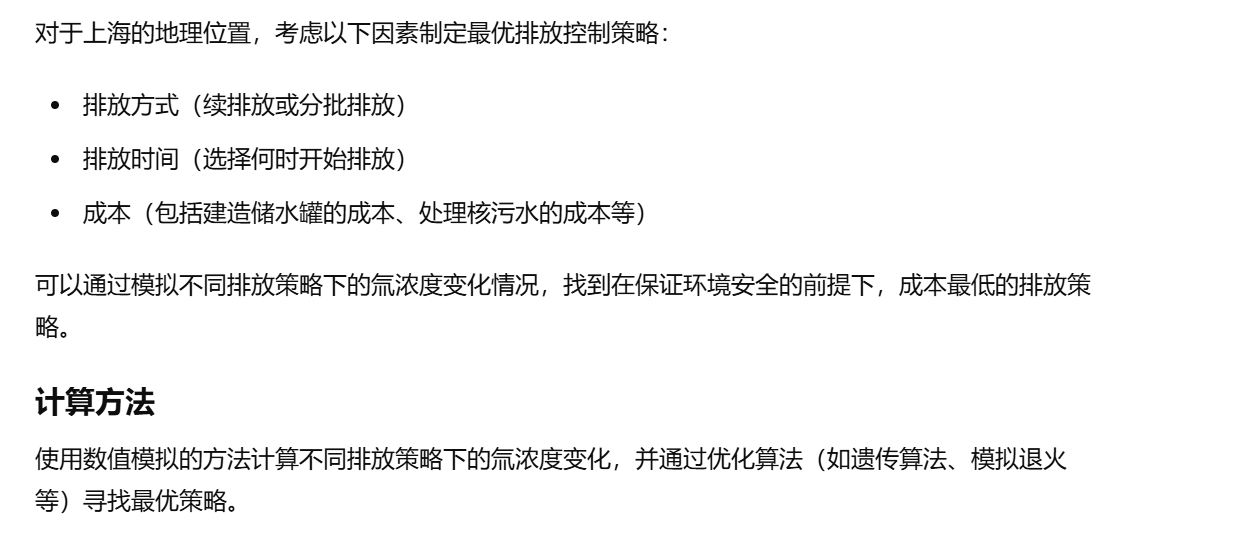 对于上海的地理位置，考虑以下因素制定最优排放控制策略：
• 排放方式（续排放或分批排放）
• 排放时间（选择何时开始排放）
• 成本（包括建造储水罐的成本、处理核污水的成本等）
可以通过模拟不同排放策略下的氚浓度变化情况，找到在保证环境安全的前提下，成本最低的排放策
略。
计算方法
使用数值模拟的方法计算不同排放策略下的氚浓度变化，并通过优化算法（如遗传算法、模拟退火
等）寻找最优策略。